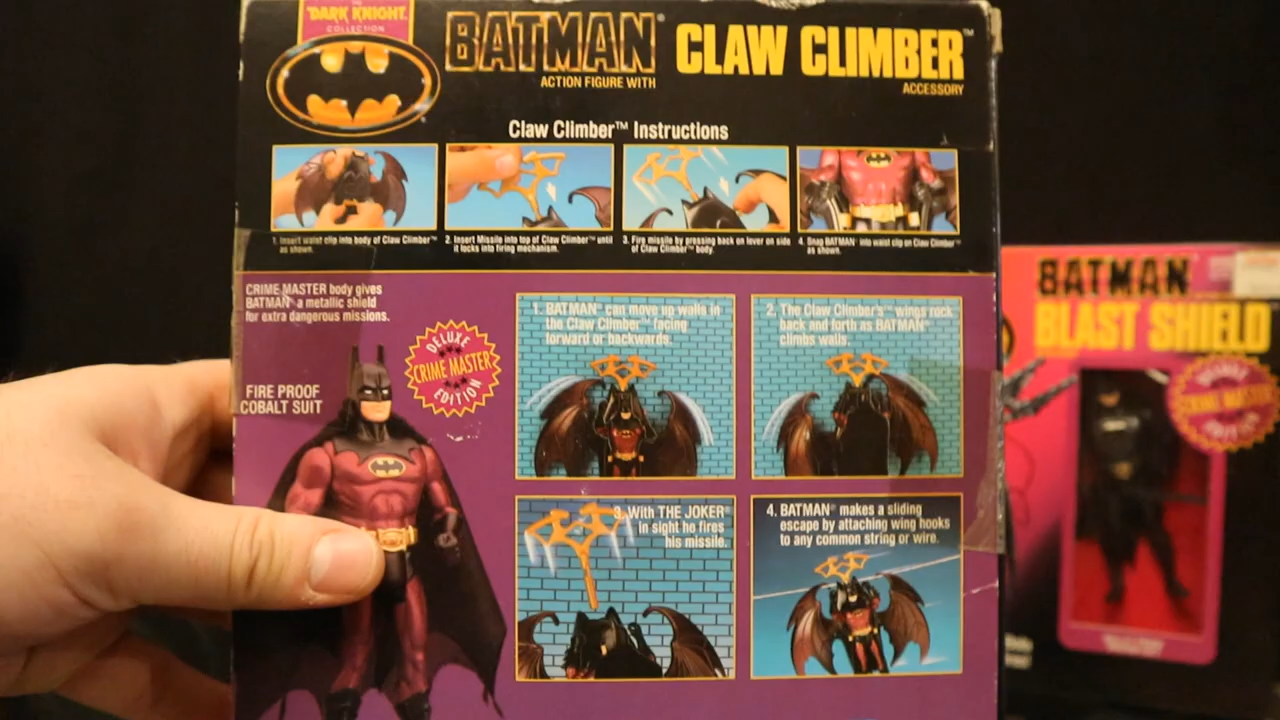 THE
DARK KNIGHT.
COLLECTION
BATMAN®
ACTION FIGURE WITH
CLAW CLIMBER™
ACCESSORY
Claw Climber™ Instructions
1. Insert waist clip into body of Claw Climber™
as shown.
2. Insert Missile into top of Claw Climber™ until
it locks into firing mechanism.
3. Fire missile by pressing back on lever on side
of Claw Climber™ body.
4. Snap BATMAN® into waist clip on Claw Climber™
as shown.
CRIME MASTER body gives
BATMAN® a metallic shield
for extra dangerous missions.
DELUXE
CRIME MASTER
EDITION
FIRE PROOF
COBALT SUIT
1. BATMAN® can move up walls in
the Claw Climber™ facing
forward or backwards.
2. The Claw Climber's™ wings rock
back and forth as BATMAN®
climbs walls.
3. With THE JOKER®
in sight he fires
his missile.
4. BATMAN® makes a sliding
escape by attaching wing hooks
to any common string or wire.
BATMAN
BLAST SHIELD
DELUXE
CRIME MASTER
EDITION